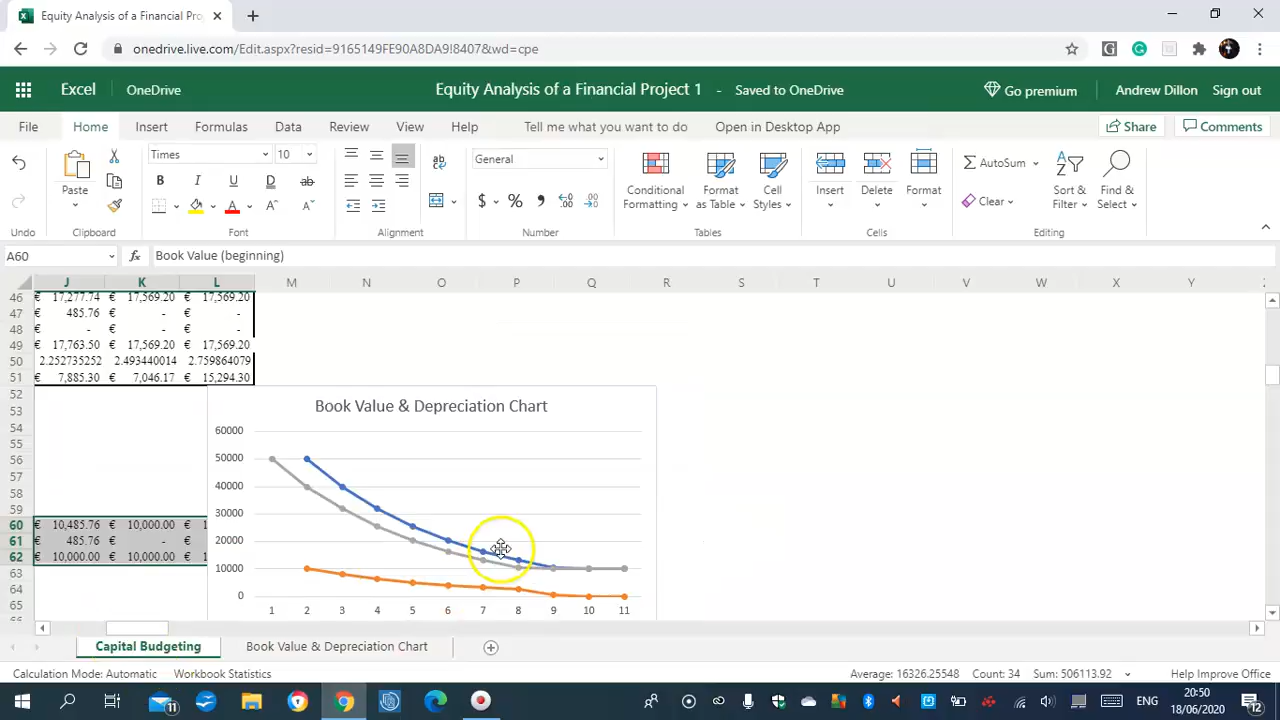 Equity Analysis of a Financial Pro
onedrive.live.com/Edit.aspx?resid=9165149FE90A8DA9!8407&wd=cpe
Excel OneDrive Equity Analysis of a Financial Project 1 - Saved to OneDrive Go premium Andrew Dillon Sign out
File Home Insert Formulas Data Review View Help Tell me what you want to do Open in Desktop App Share Comments
Times 10 General AutoSum
Paste B I U D ab $ % , Conditional Formatting Format as Table Cell Styles Insert Delete Format Clear Sort & Filter Find & Select
Undo Clipboard Font Alignment Number Tables Cells Editing
A60 fx Book Value (beginning)
J K L M N O P Q R S T U V W X Y
46 € 17,277.74 € 17,569.20 € 17,569.20
47 € 485.76 € - € -
48 € - € - € -
49 € 17,763.50 € 17,569.20 € 17,569.20
50 2.252735252 2.493440014 2.759864079
51 € 7,885.30 € 7,046.17 € 15,294.30
52
53
54
55
56
57
58
59
60 € 10,485.76 € 10,000.00 € 1
61 € 485.76 € - €
62 € 10,000.00 € 10,000.00 € 1
63
64
65
Book Value & Depreciation Chart
60000
50000
40000
30000
20000
10000
0
1 2 3 4 5 6 7 8 9 10 11
Capital Budgeting Book Value & Depreciation Chart
Calculation Mode: Automatic Workbook Statistics Average: 16326.25548 Count: 34 Sum: 506113.92 Help Improve Office
11 ENG 20:50
18/06/2020 12